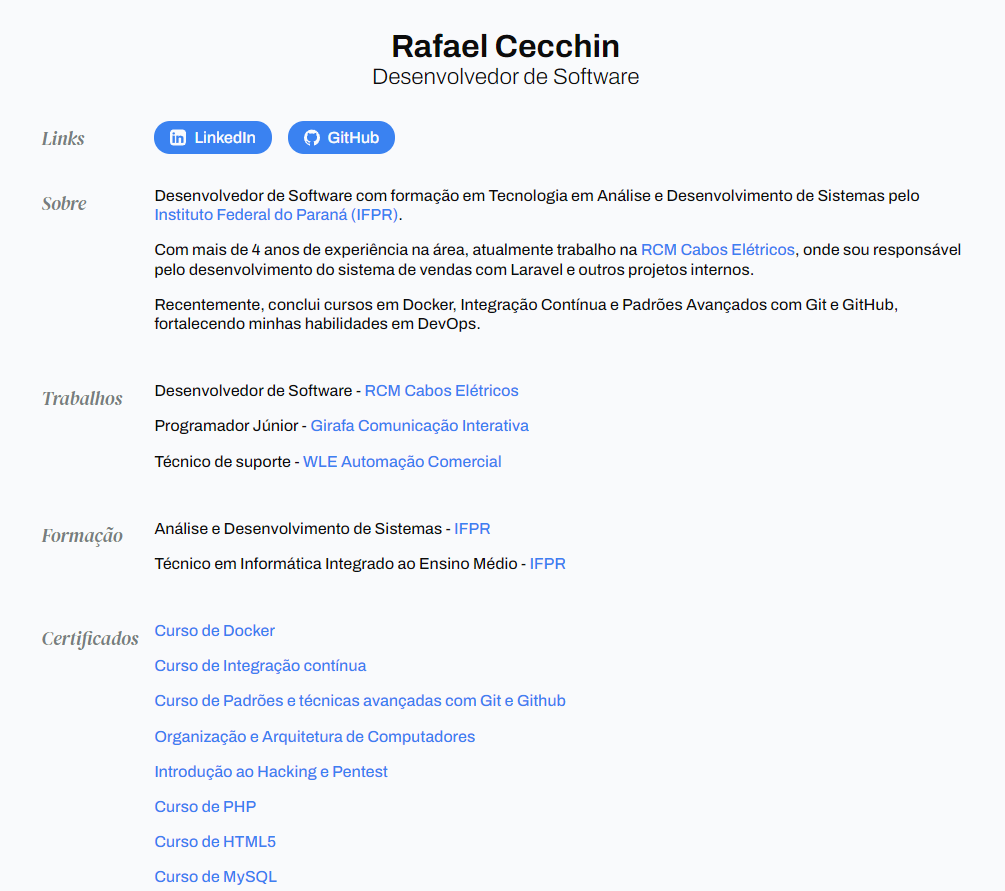 Rafael Cecchin
Desenvolvedor de Software
Links
LinkedIn
GitHub
Sobre
Desenvolvedor de Software com formação em Tecnologia em Análise e Desenvolvimento de Sistemas pelo
Instituto Federal do Paraná (IFPR).
Com mais de 4 anos de experiência na área, atualmente trabalho na RCM Cabos Elétricos, onde sou responsável
pelo desenvolvimento do sistema de vendas com Laravel e outros projetos internos.
Recentemente, conclui cursos em Docker, Integração Contínua e Padrões Avançados com Git e GitHub,
fortalecendo minhas habilidades em DevOps.
Trabalhos
Desenvolvedor de Software - RCM Cabos Elétricos
Programador Júnior - Girafa Comunicação Interativa
Técnico de suporte - WLE Automação Comercial
Formação
Análise e Desenvolvimento de Sistemas - IFPR
Técnico em Informática Integrado ao Ensino Médio - IFPR
Certificados
Curso de Docker
Curso de Integração contínua
Curso de Padrões e técnicas avançadas com Git e Github
Organização e Arquitetura de Computadores
Introdução ao Hacking e Pentest
Curso de PHP
Curso de HTML5
Curso de MySQL